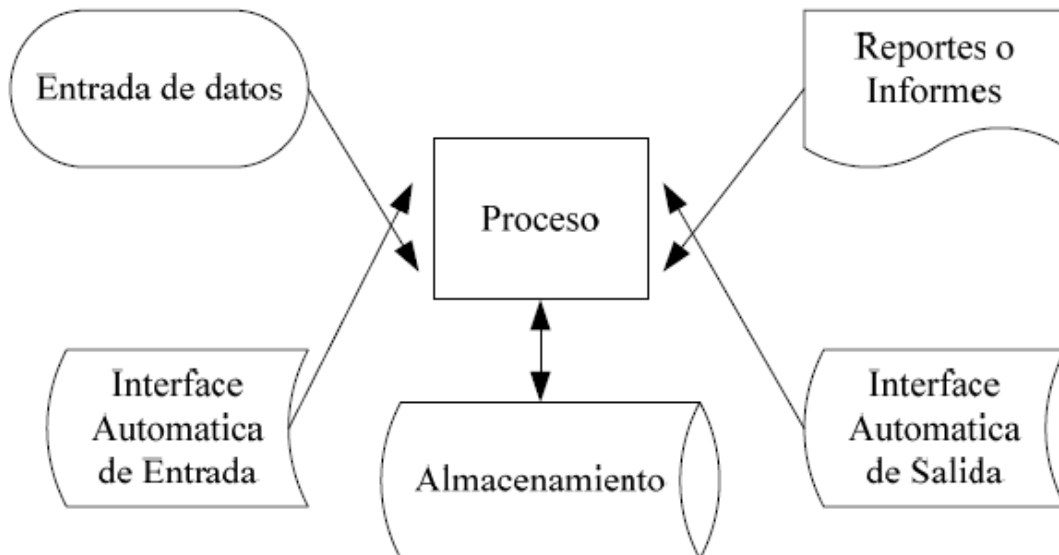 Entrada de datos
Reportes o
Informes
Proceso
Interface
Automatica
de Entrada
Almacenamiento
Interface
Automatica
de Salida